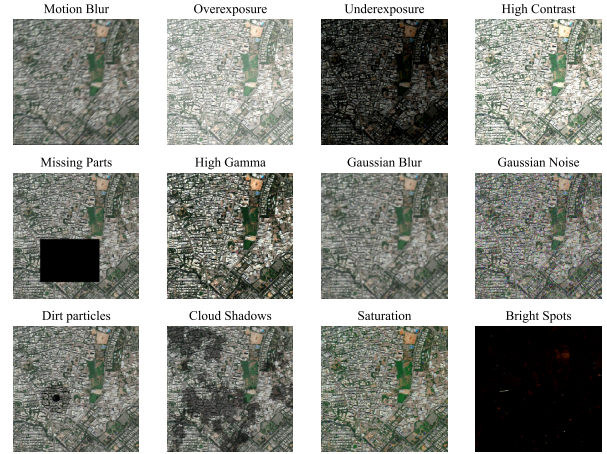 Motion Blur
Overexposure
Underexposure
High Contrast
Missing Parts
High Gamma
Gaussian Blur
Gaussian Noise
Dirt particles
Cloud Shadows
Saturation
Bright Spots